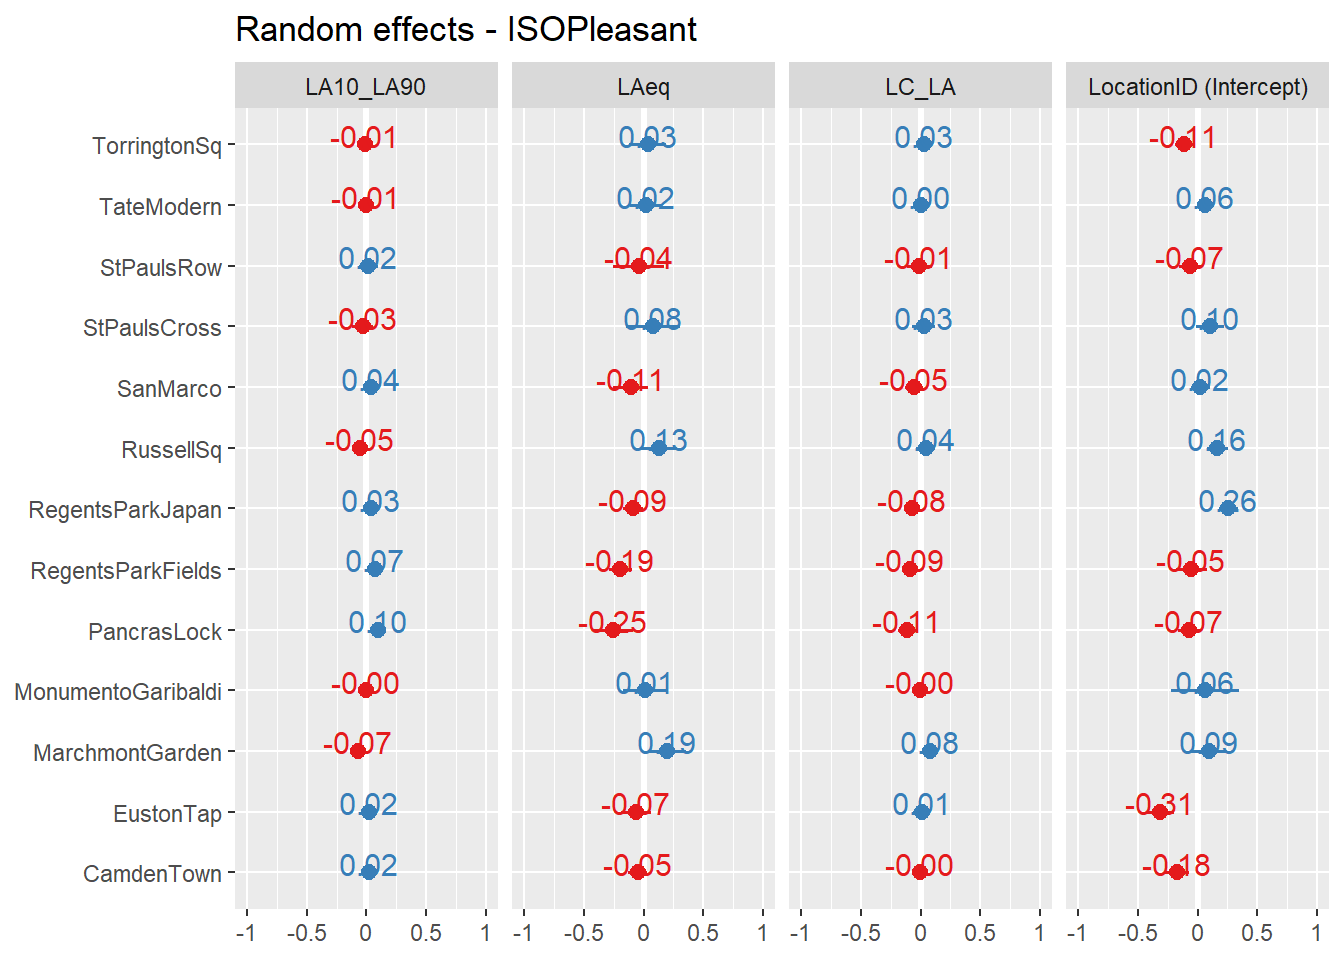 Random effects - ISOPleasant
LA10_LA90 LAeq LC_LA LocationID (Intercept)
TorringtonSq -0.01 0.03 0.03 -0.11
TateModern -0.01 0.02 0.00 0.06
StPaulsRow 0.02 -0.04 -0.01 -0.07
StPaulsCross -0.03 0.08 0.03 0.10
SanMarco 0.04 -0.11 -0.05 0.02
RussellSq -0.05 0.13 0.04 0.16
RegentsParkJapan 0.03 -0.09 -0.08 0.26
RegentsParkFields 0.07 -0.19 -0.09 -0.05
PancrasLock 0.10 -0.25 -0.11 -0.07
MonumentoGaribaldi -0.00 0.01 -0.00 0.06
MarchmontGarden -0.07 0.19 0.08 0.09
EustonTap 0.02 -0.07 0.01 -0.31
CamdenTown 0.02 -0.05 -0.00 -0.18
-1 -0.5 0 0.5 1 -1 -0.5 0 0.5 1 -1 -0.5 0 0.5 1 -1 -0.5 0 0.5 1